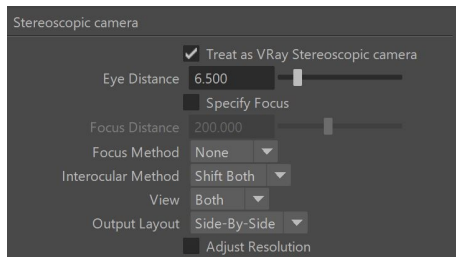 Stereoscopic camera
Treat as VRay Stereoscopic camera
Eye Distance 6.500
Specify Focus
Focus Distance 200.000
Focus Method None
Interocular Method Shift Both
View Both
Output Layout Side-By-Side
Adjust Resolution